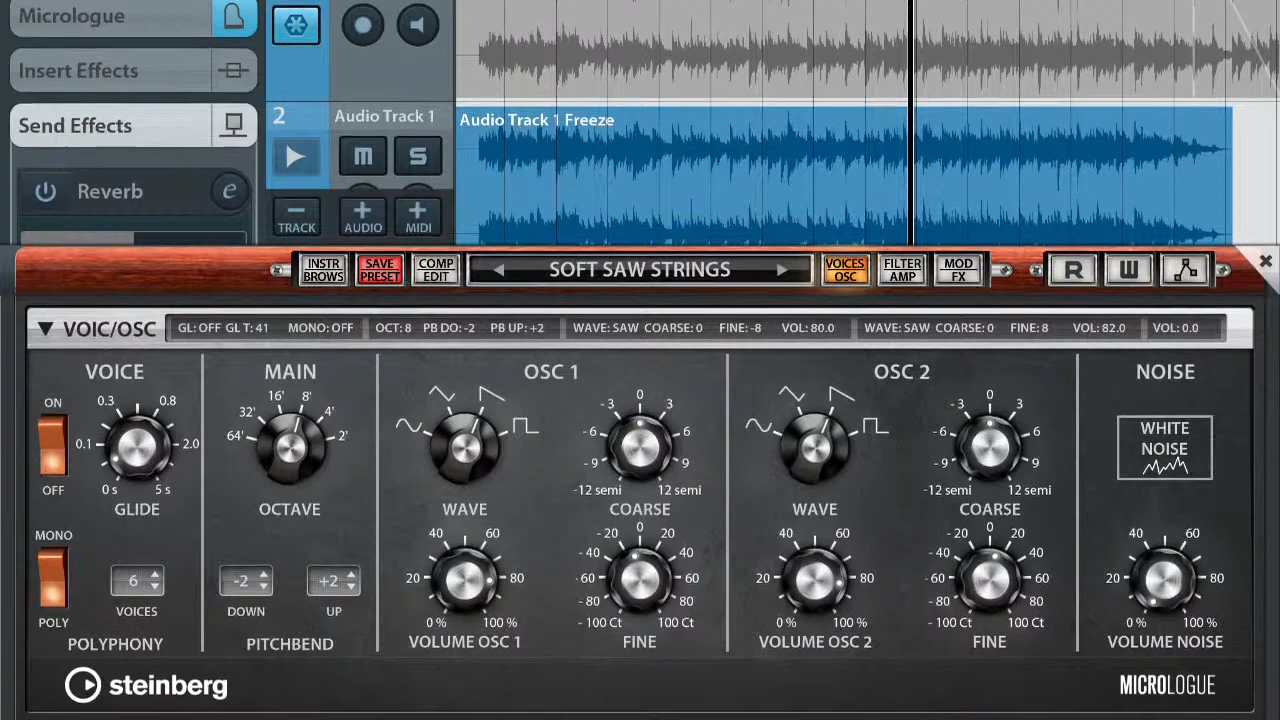 Micrologue
Insert Effects
Send Effects
Reverb e
2 Audio Track 1
M S
TRACK AUDIO MIDI
Audio Track 1 Freeze
INSTR BROWS
SAVE PRESET
COMP EDIT
SOFT SAW STRINGS
VOICES OSC
FILTER AMP
MOD FX
R W
VOIC/OSC GL: OFF GL T: 41 MONO: OFF OCT: 8 PB DO: -2 PB UP: +2 WAVE: SAW COARSE: 0 FINE: -8 VOL: 80.0 WAVE: SAW COARSE: 0 FINE: 8 VOL: 82.0 VOL: 0.0
VOICE
ON
OFF
0 s 0.1 0.3 0.8 2.0 5 s
GLIDE
MONO
POLY
6
VOICES
POLYPHONY
MAIN
64' 32' 16' 8' 4' 2'
OCTAVE
-2 +2
DOWN UP
PITCHBEND
OSC 1
WAVE
-12 semi -9 -6 -3 0 3 6 9 12 semi
COARSE
0 % 20 40 60 80 100 %
VOLUME OSC 1
-100 Ct -80 -60 -40 -20 0 20 40 60 80 100 Ct
FINE
OSC 2
WAVE
-12 semi -9 -6 -3 0 3 6 9 12 semi
COARSE
0 % 20 40 60 80 100 %
VOLUME OSC 2
-100 Ct -80 -60 -40 -20 0 20 40 60 80 100 Ct
FINE
NOISE
WHITE
NOISE
0 % 20 40 60 80 100 %
VOLUME NOISE
steinberg
MICROLOGUE